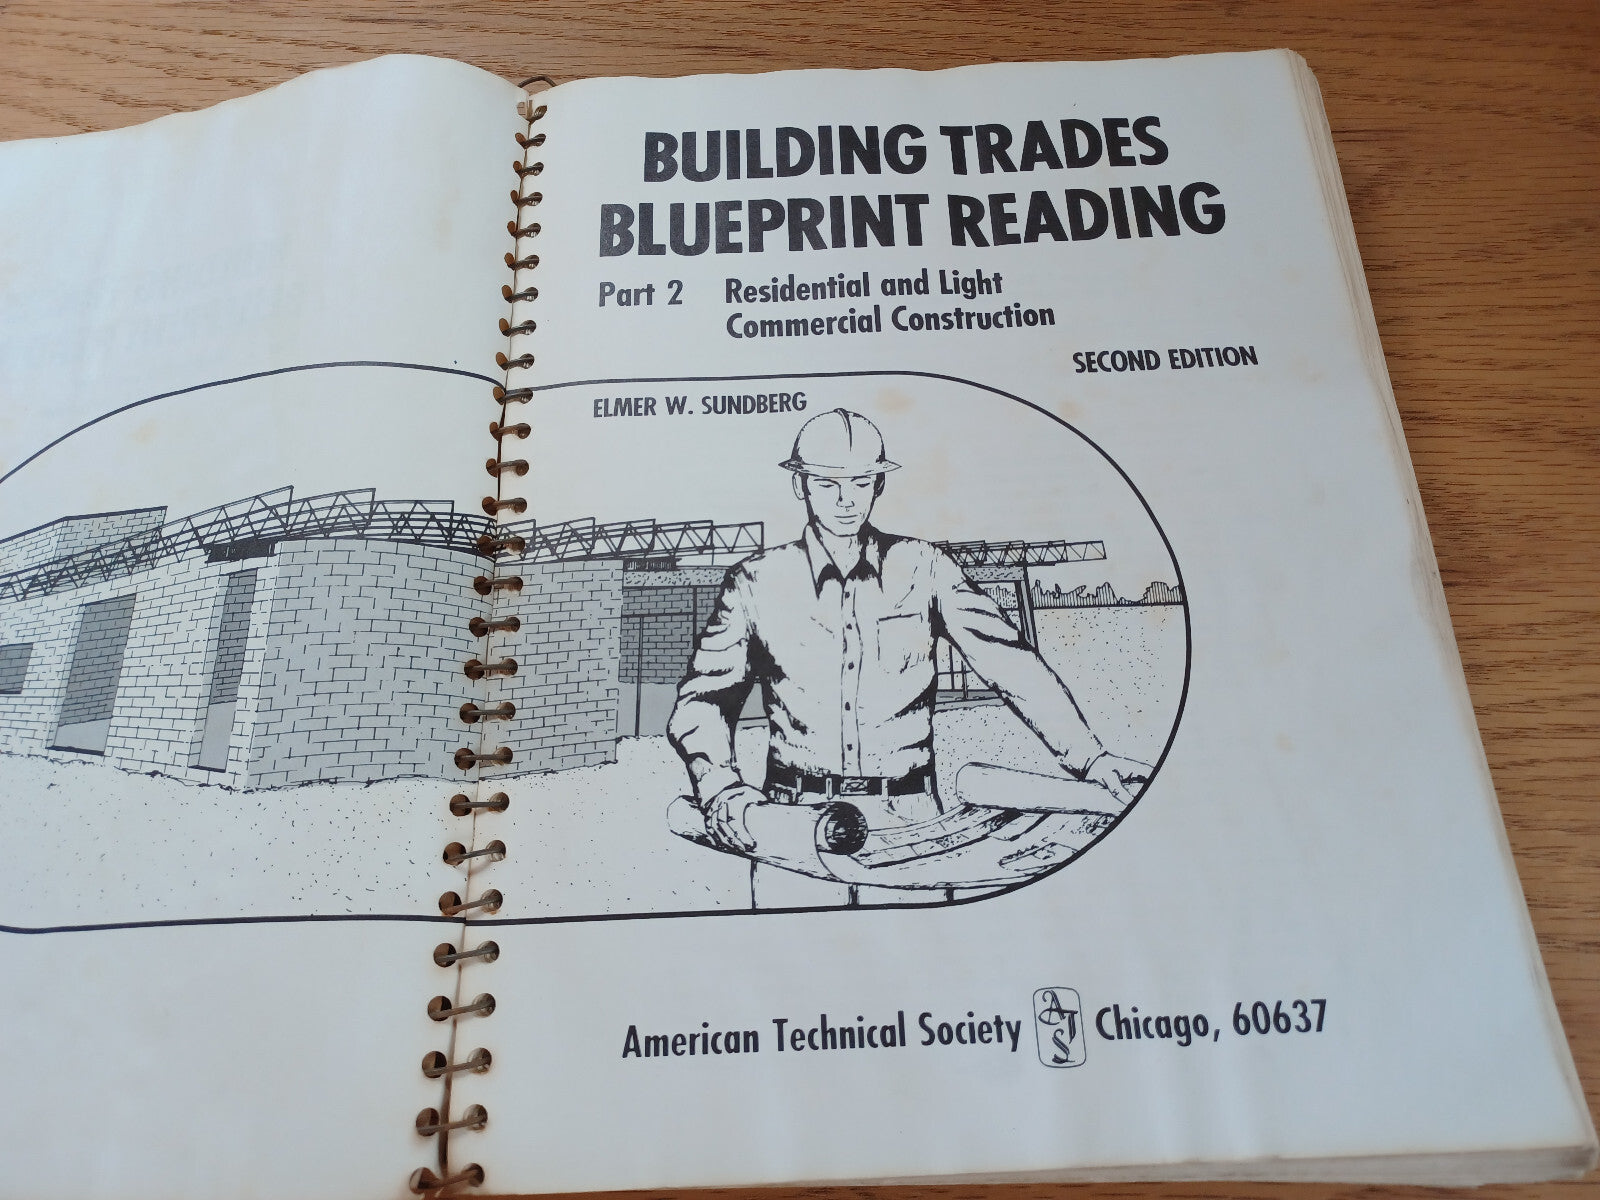 BUILDING TRADES
BLUEPRINT READING
Part 2 Residential and Light
Commercial Construction
SECOND EDITION
ELMER W. SUNDBERG
American Technical Society ATS Chicago, 60637